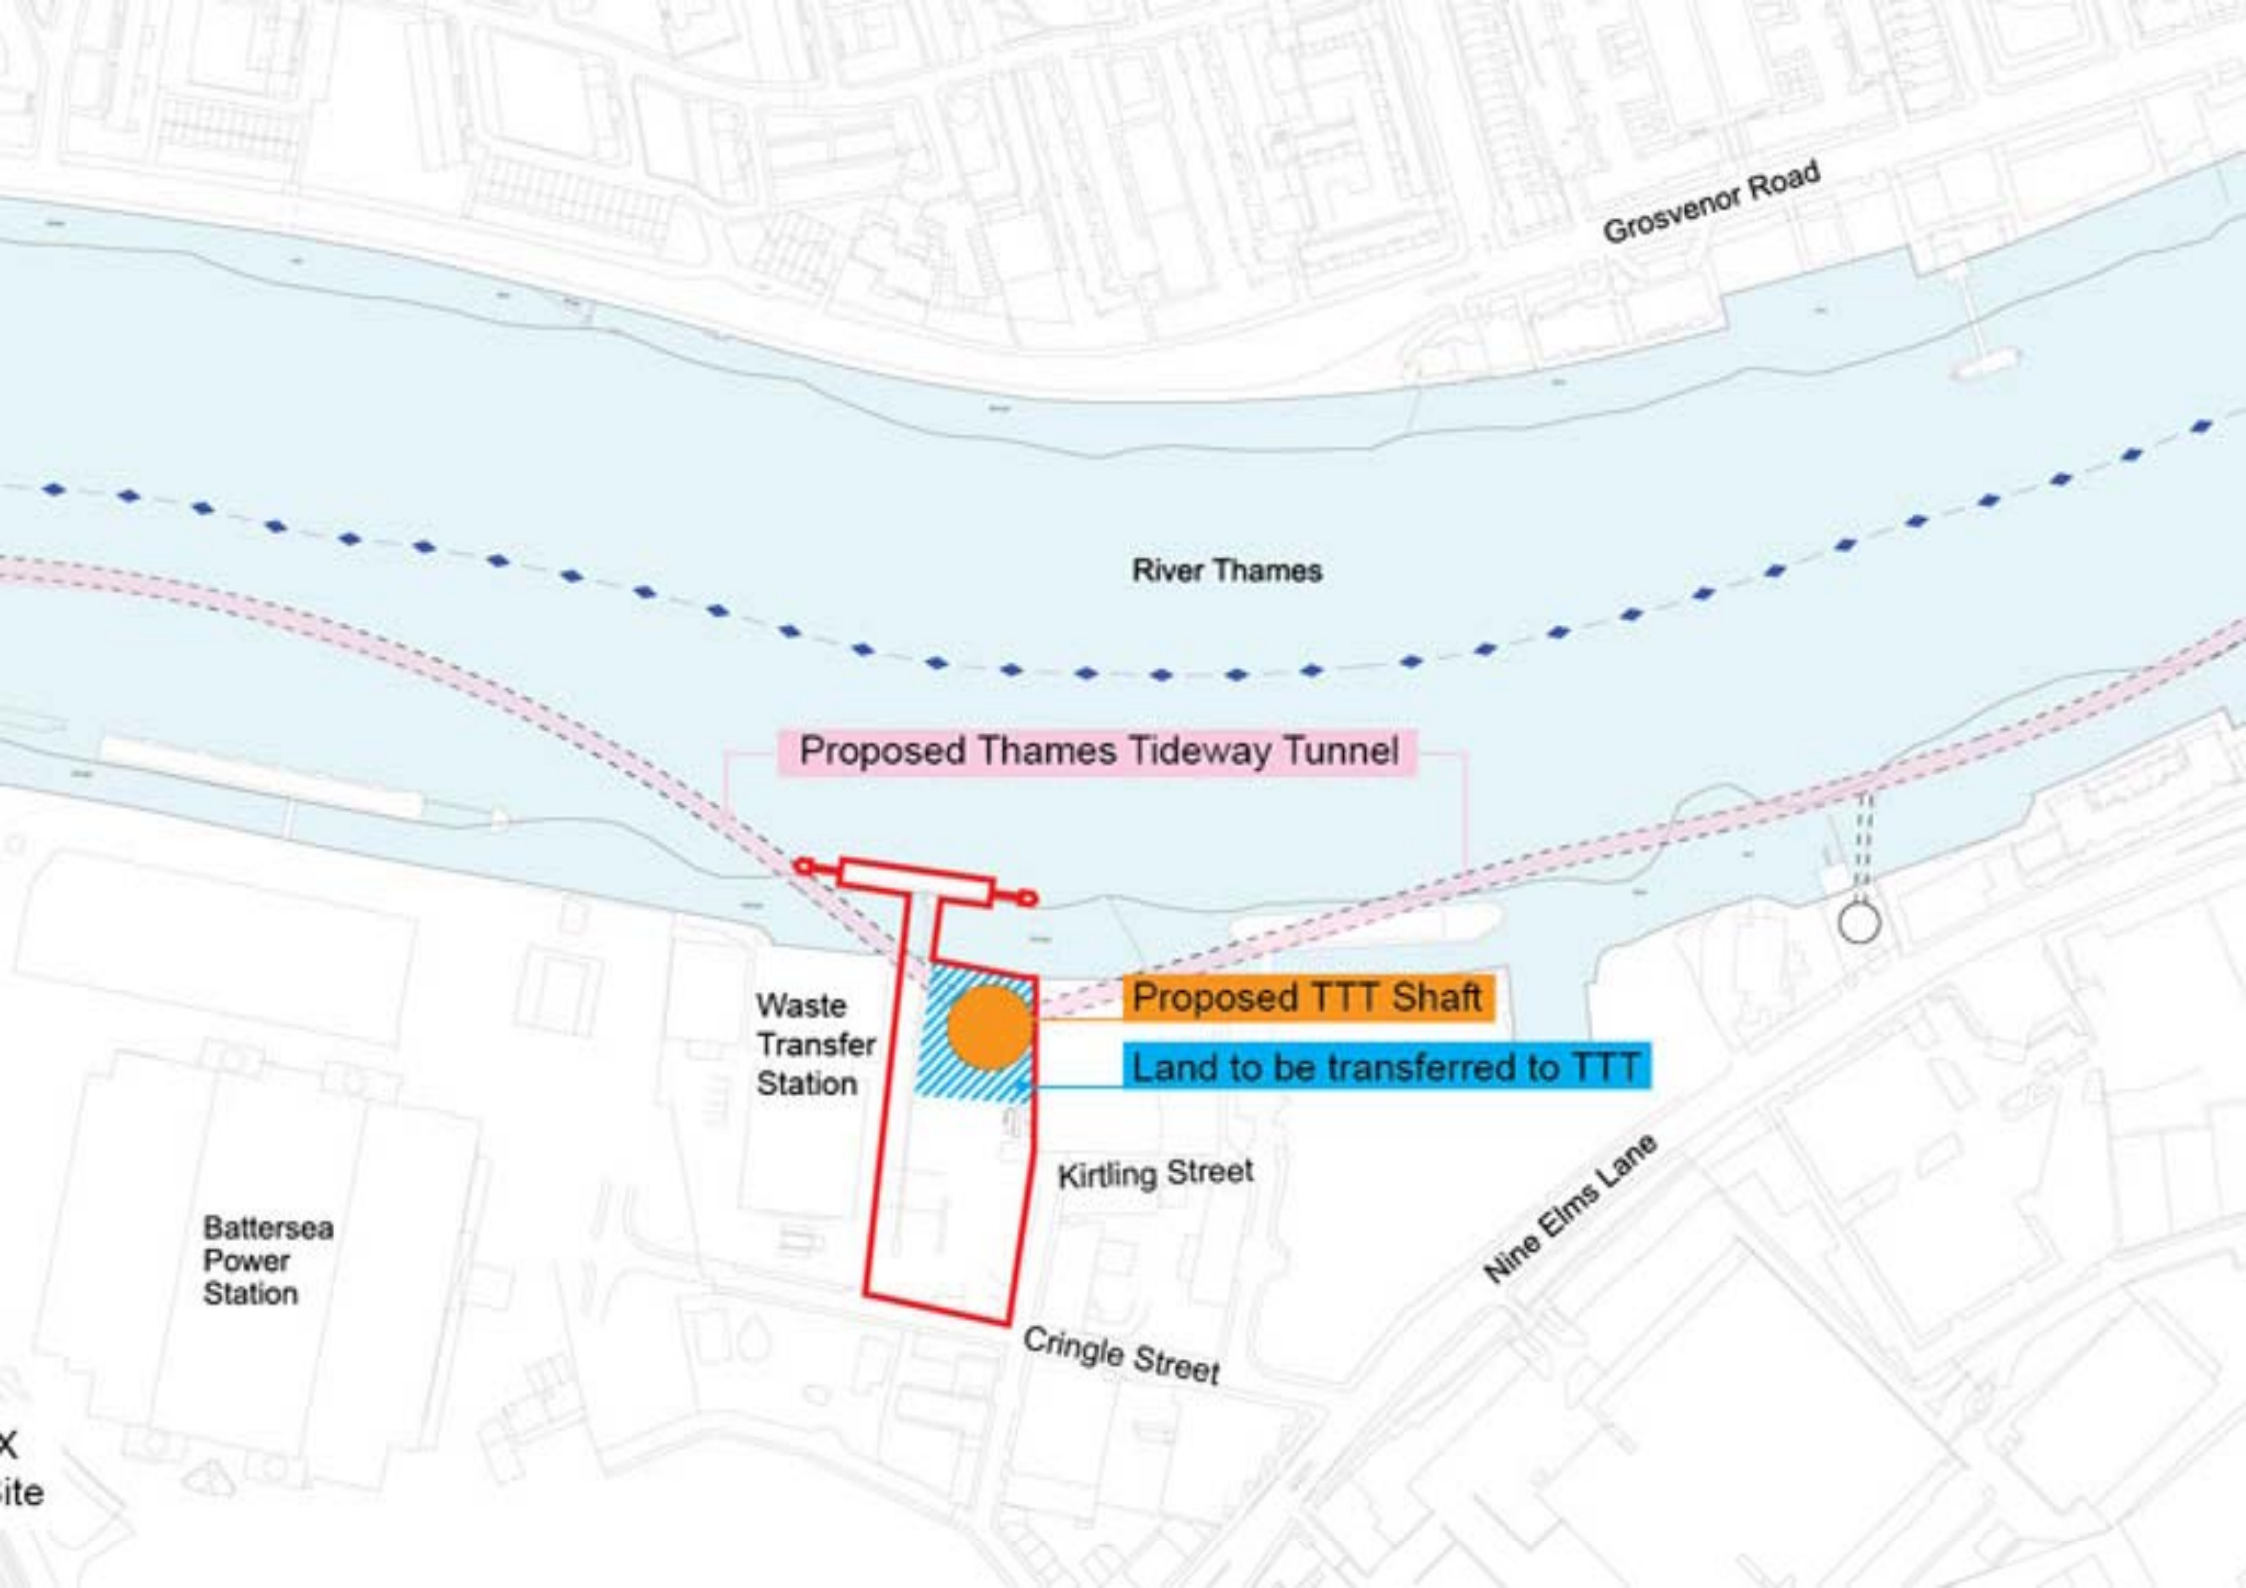 Grosvenor Road
River Thames
Proposed Thames Tideway Tunnel
Proposed TTT Shaft
Waste
Transfer
Station
Land to be transferred to TTT
Kirtling Street
Nine Elms Lane
Battersea
Power
Station
Cringle Street
X
ite